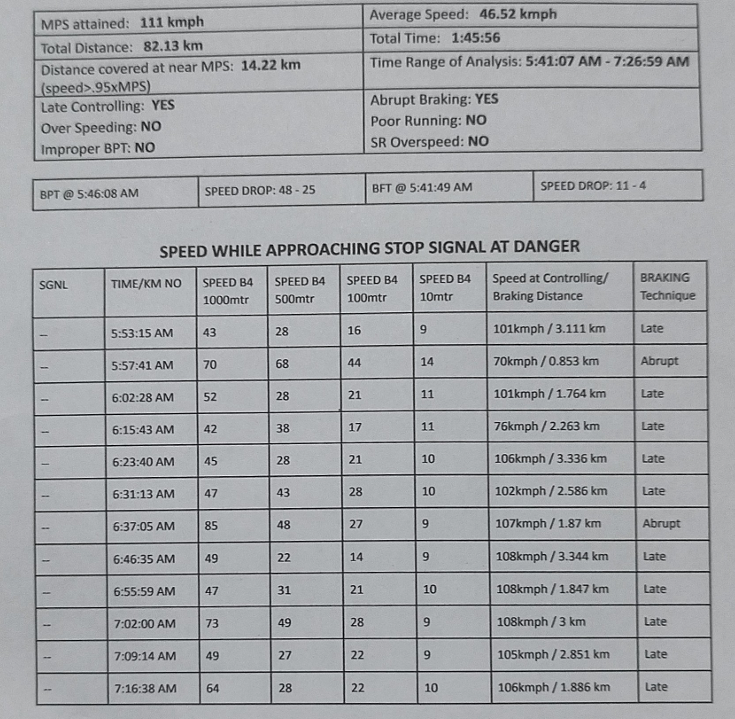 MPS attained: 111 kmph
Average Speed: 46.52 kmph
Total Distance: 82.13 km
Total Time: 1:45:56
Distance covered at near MPS: 14.22 km
(speed>.95xMPS)
Time Range of Analysis: 5:41:07 AM - 7:26:59 AM
Late Controlling: YES
Over Speeding: NO
Improper BPT: NO
Abrupt Braking: YES
Poor Running: NO
SR Overspeed: NO
BPT @ 5:46:08 AM SPEED DROP: 48 - 25 BFT @ 5:41:49 AM SPEED DROP: 11 - 4
SPEED WHILE APPROACHING STOP SIGNAL AT DANGER
SGNL TIME/KM NO SPEED B4 1000mtr SPEED B4 500mtr SPEED B4 100mtr SPEED B4 10mtr Speed at Controlling/ Braking Distance BRAKING Technique
-- 5:53:15 AM 43 28 16 9 101kmph / 3.111 km Late
-- 5:57:41 AM 70 68 44 14 70kmph / 0.853 km Abrupt
-- 6:02:28 AM 52 28 21 11 101kmph / 1.764 km Late
-- 6:15:43 AM 42 38 17 11 76kmph / 2.263 km Late
-- 6:23:40 AM 45 28 21 10 106kmph / 3.336 km Late
-- 6:31:13 AM 47 43 28 10 102kmph / 2.586 km Late
-- 6:37:05 AM 85 48 27 9 107kmph / 1.87 km Abrupt
-- 6:46:35 AM 49 22 14 9 108kmph / 3.344 km Late
-- 6:55:59 AM 47 31 21 10 108kmph / 1.847 km Late
-- 7:02:00 AM 73 49 28 9 108kmph / 3 km Late
-- 7:09:14 AM 49 27 22 9 105kmph / 2.851 km Late
-- 7:16:38 AM 64 28 22 10 106kmph / 1.886 km Late